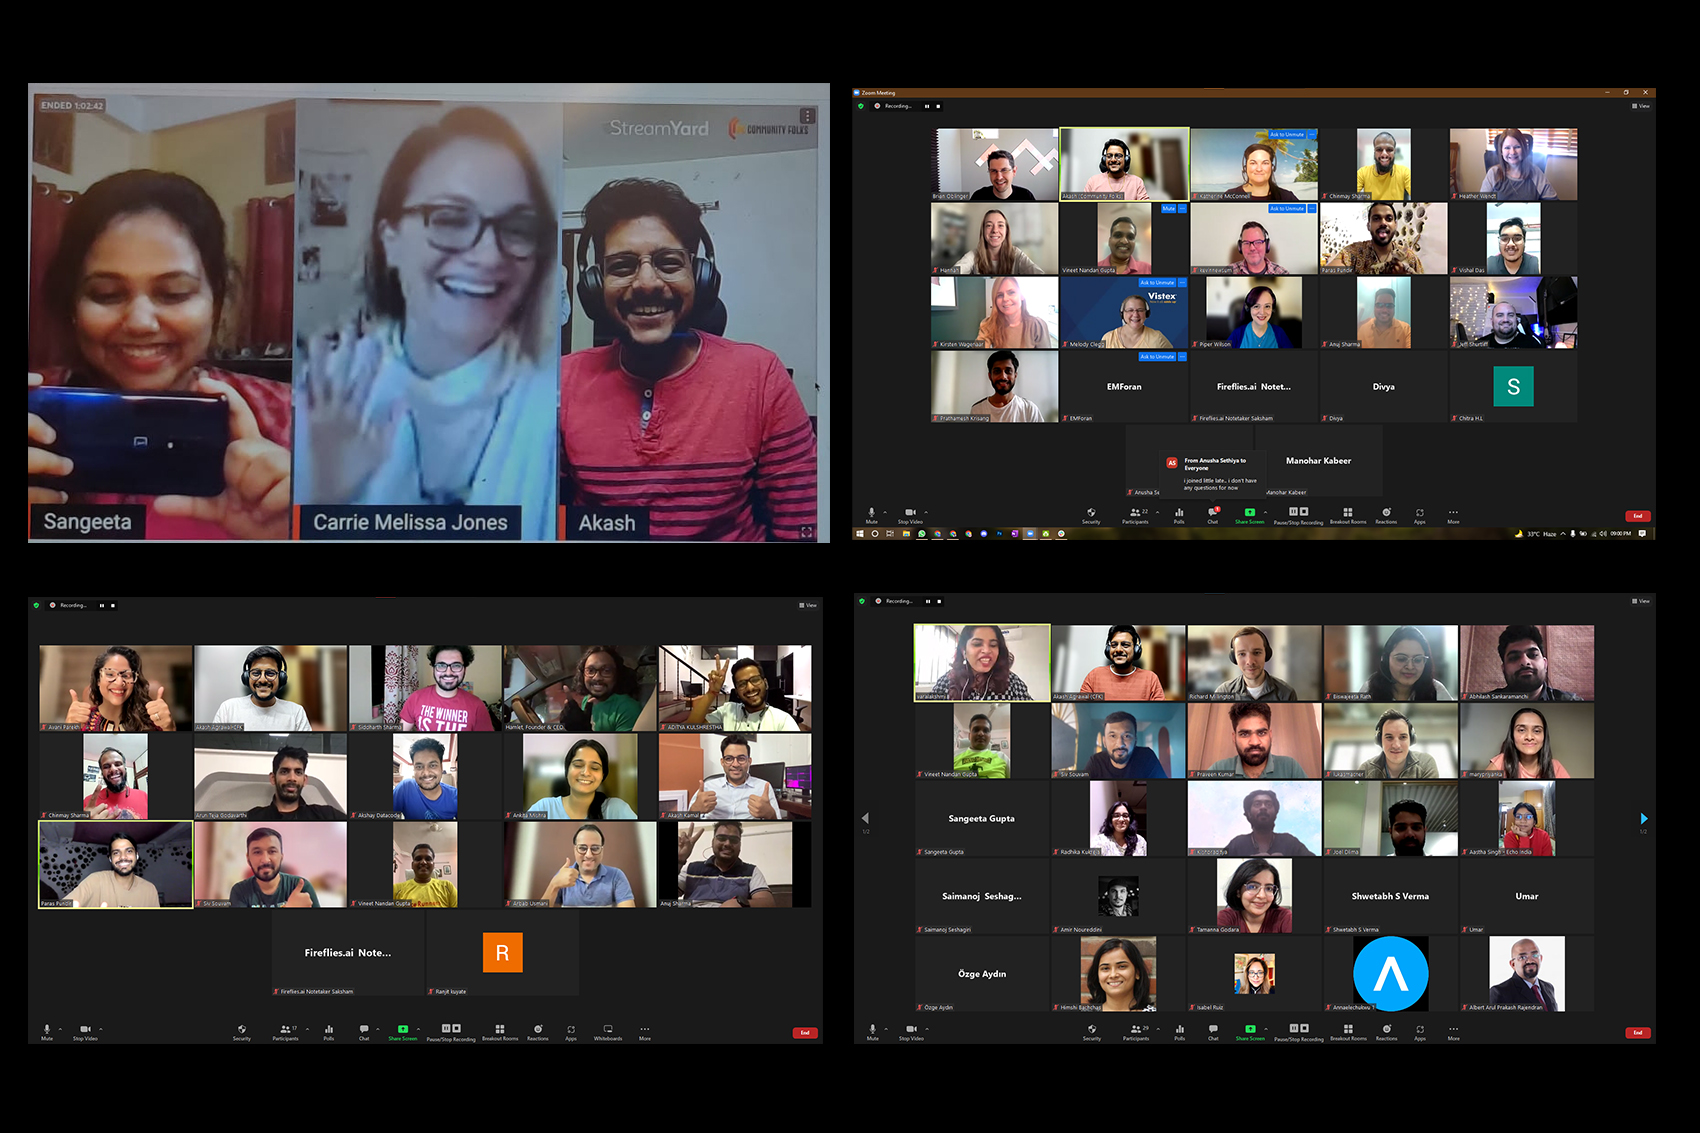 ENDED 1:02:42
StreamYard
COMMUNITY FOLKS
Sangeeta
Carrie Melissa Jones
Akash
Zoom Meeting
Recording...
View
Ask to Unmute
Brian Oblinger
Akash (Community Folks)
Katherine McConnell
Chinmay Sharma
Heather Wendt
Mute
Ask to Unmute
Hannah
Vineet Nandan Gupta
Paras Pundir
Vishal Das
Ask to Unmute
Vistex
Kirsten Wagenaar
Melody Clegg
Piper Wilson
Anuj Sharma
Jeff Shurtliff
Ask to Unmute
EMForan
Fireflies.ai Notet...
Divya
S
Prathamesh Krisang
EMForan
Fireflies.ai Notetaker Saksham
Divya
Chitra H.L
AS
From Anusha Sethiya to
Everyone
i joined little late.. i don't have
any questions for now
Manohar Kabeer
Anusha Se
Manohar Kabeer
Mute
Stop Video
Security
Participants
22
Polls
Chat
Share Screen
Pause/Stop Recording
Breakout Rooms
Reactions
Apps
More
End
33°C Haze
09:00 PM
Recording...
View
THE WINNER
IS THE
Avani Parekh
Akash Agrawal-CFK
Siddharth Sharma
Hamlet, Founder & CEO
ADITYA KULSHRESTHA
Chinmay Sharma
Arun Teja Godavarthi
Akshay Datacode
Ankita Mishra
Akash Kamal
Paras Pundir
Siv Souvam
Vineet Nandan Gupta
Arbab Usmani
Anuj Sharma
Fireflies.ai Note...
R
Fireflies.ai Notetaker Saksham
Ranjit kuyate
Mute
Stop Video
Security
Participants
17
Polls
Chat
Share Screen
Pause/Stop Recording
Breakout Rooms
Reactions
Apps
Whiteboards
More
End
Recording...
View
varalakshmi
Akash Agrawal (CFK)
Richard Millington
Biswajeeta Rath
Abhilash Sankaramanchi
Vineet Nandan Gupta
Siv Souvam
Praveen Kumar
marypriyanka
Sangeeta Gupta
Sangeeta Gupta
Radhika Kukreja
Joel Dlima
Aastha Singh - Echo India
1/2
1/2
Saimanoj Seshag...
Shwetabh S Verma
Umar
Saimanoj Seshagiri
Amir Noureddini
Tamanna Godara
Shwetabh S Verma
Umar
Özge Aydın
Özge Aydın
Himshi Bachchas
Isabel Ruiz
Annaelechukwu
Albert Arul Prakash Rajendran
Mute
Stop Video
Security
Participants
29
Polls
Chat
Share Screen
Pause/Stop Recording
Breakout Rooms
Reactions
Apps
More
End